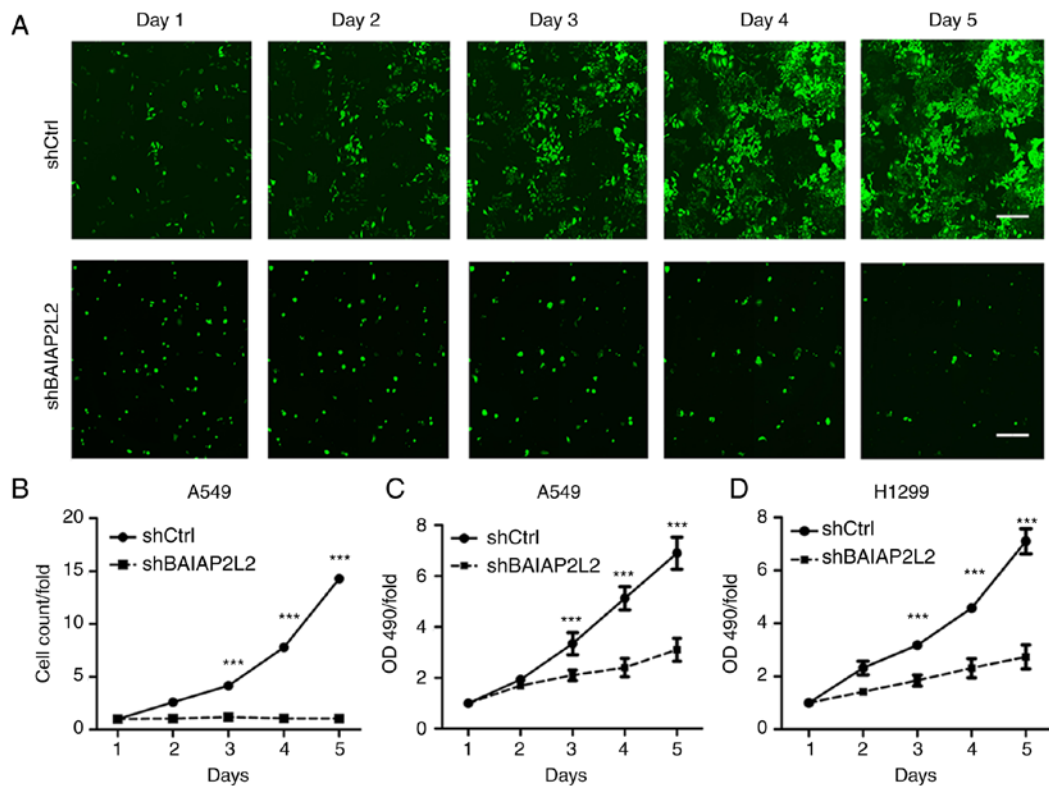 A
Day 1 Day 2 Day 3 Day 4 Day 5
shCtrl
shBAIAP2L2
B
A549
Cell count/fold
20
15
10
5
0
shCtrl
shBAIAP2L2
***
***
***
1 2 3 4 5
Days
C
A549
OD 490/fold
8
6
4
2
0
shCtrl
shBAIAP2L2
***
***
***
1 2 3 4 5
Days
D
H1299
OD 490/fold
8
6
4
2
0
shCtrl
shBAIAP2L2
***
***
***
1 2 3 4 5
Days